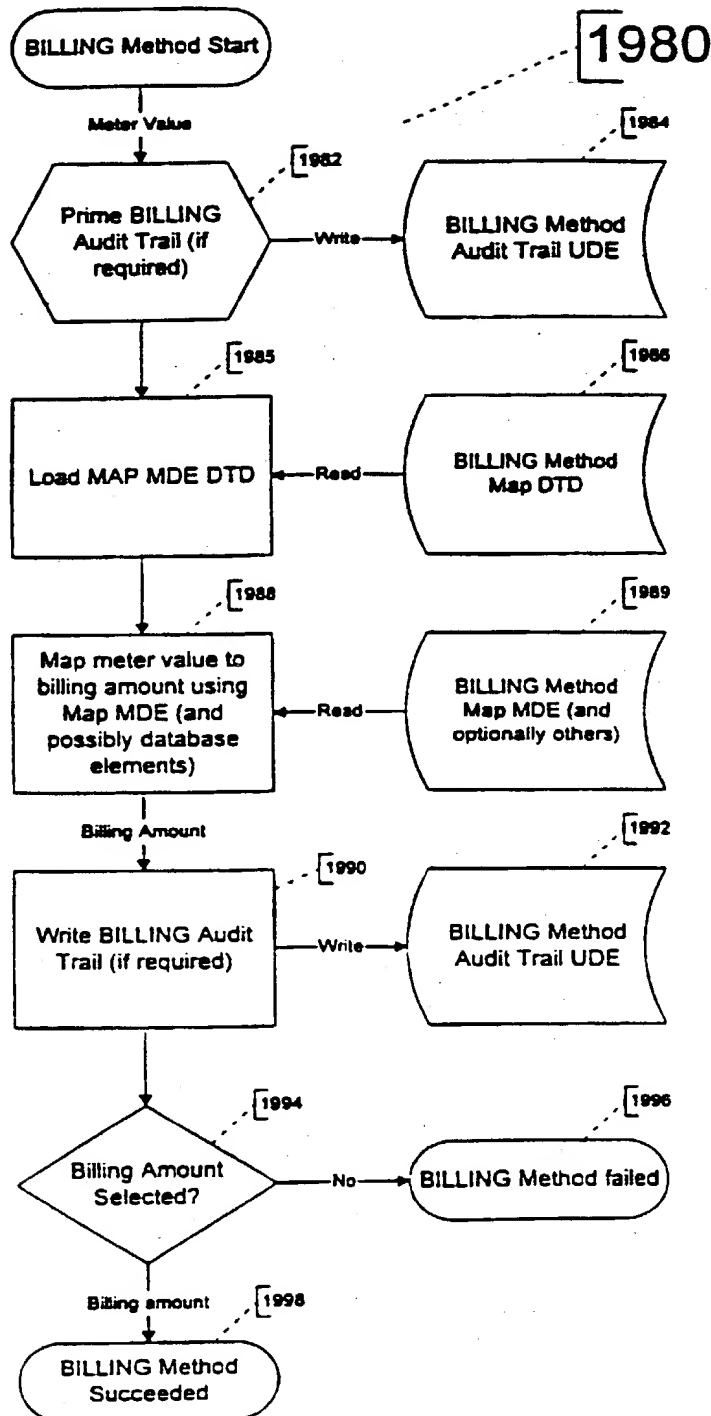 BILLING Method Start
1980
Meter Value
1982
1984
Prime BILLING
Audit Trail (if
required)
Write
BILLING Method
Audit Trail UDE
1985
1986
Load MAP MDE DTD
Read
BILLING Method
Map DTD
1988
1989
Map meter value to
billing amount using
Map MDE (and
possibly database
elements)
Read
BILLING Method
Map MDE (and
optionally others)
Billing Amount
1990
1992
Write BILLING Audit
Trail (if required)
Write
BILLING Method
Audit Trail UDE
1994
1996
Billing Amount
Selected?
No
BILLING Method failed
Billing amount
1998
BILLING Method
Succeeded